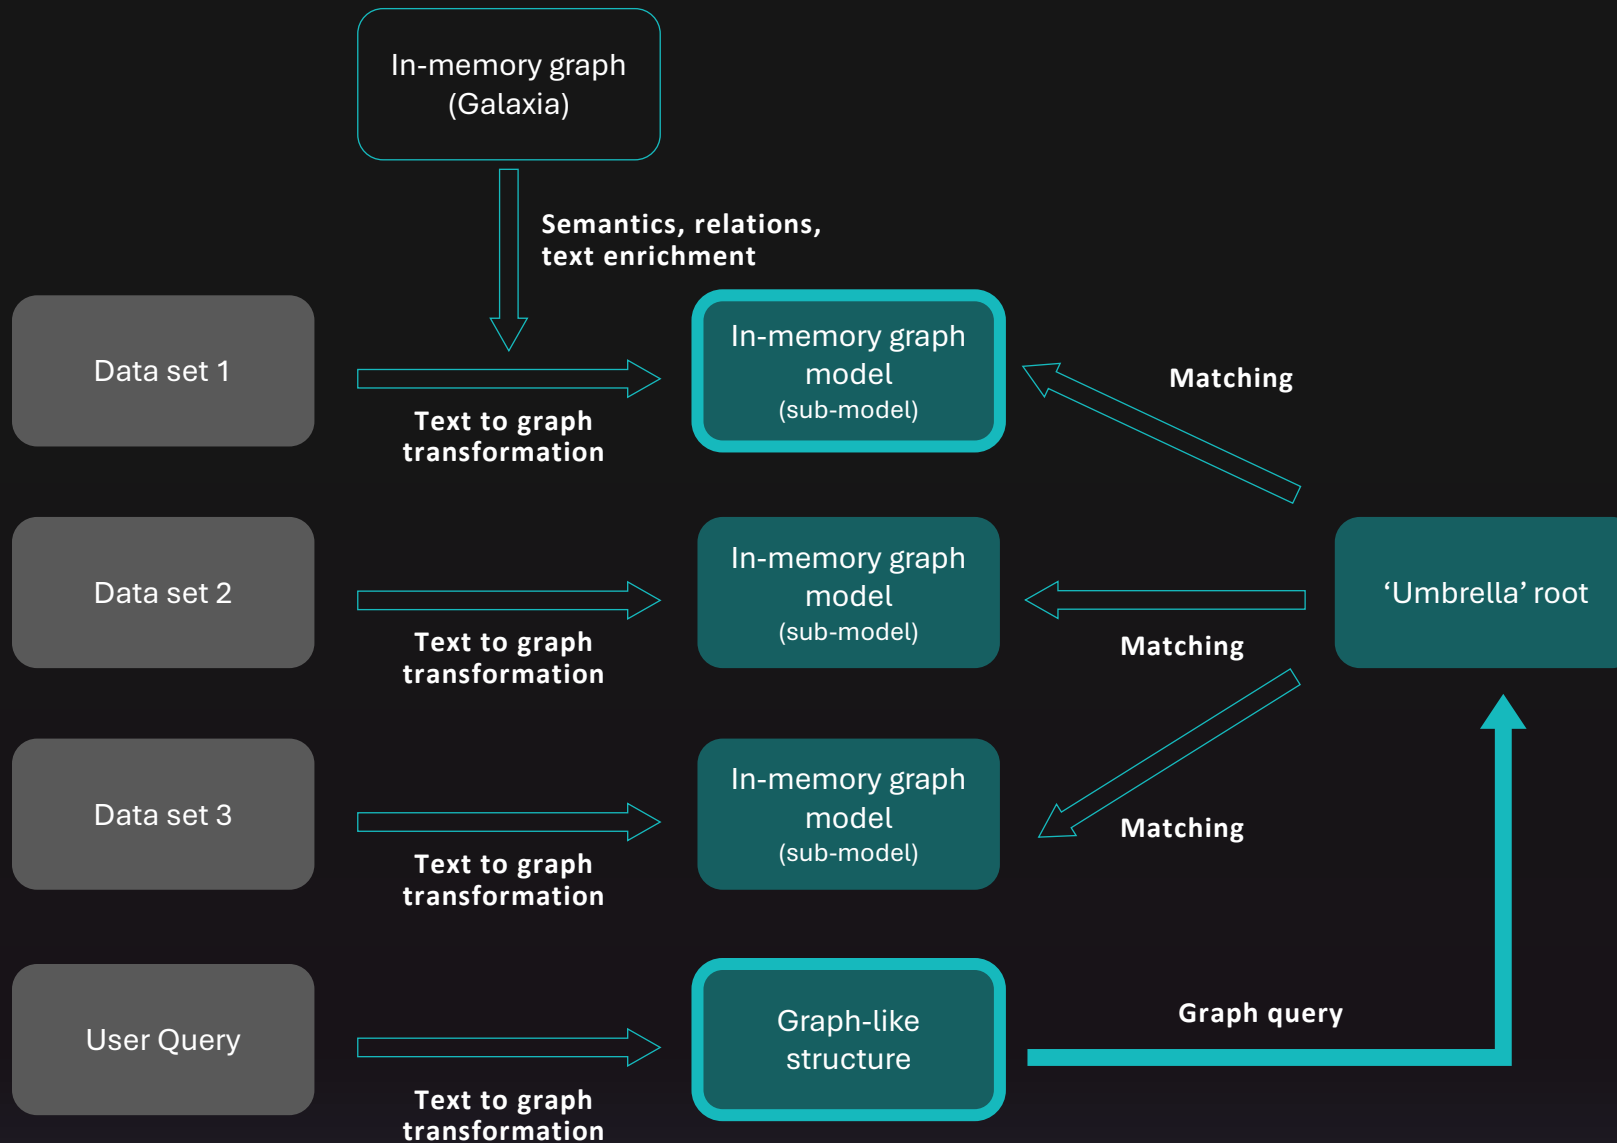 In-memory graph
(Galaxia)
Semantics, relations,
text enrichment
Data set 1
Text to graph
transformation
In-memory graph
model
(sub-model)
Matching
Data set 2
Text to graph
transformation
In-memory graph
model
(sub-model)
Matching
‘Umbrella’ root
Data set 3
Text to graph
transformation
In-memory graph
model
(sub-model)
Matching
User Query
Text to graph
transformation
Graph-like
structure
Graph query